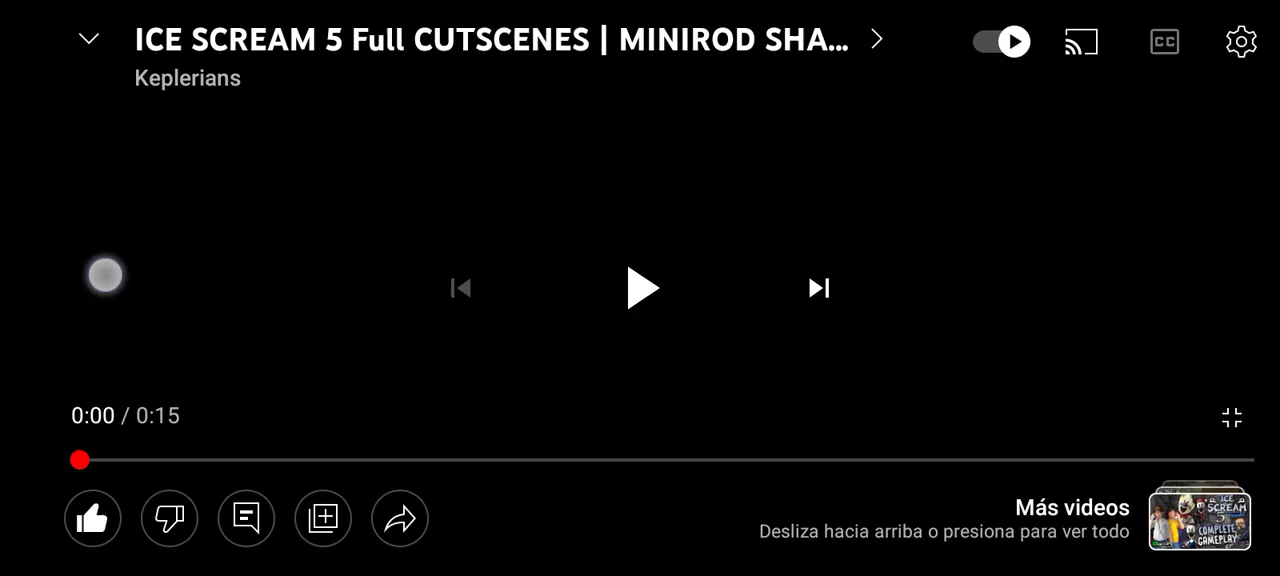 ICE SCREAM 5 Full CUTSCENES | MINIROD SHA...
Keplerians
CC
0:00 / 0:15
Más videos
Desliza hacia arriba o presiona para ver todo
ICE
SCREAM
5
COMPLETE
GAMEPLAY